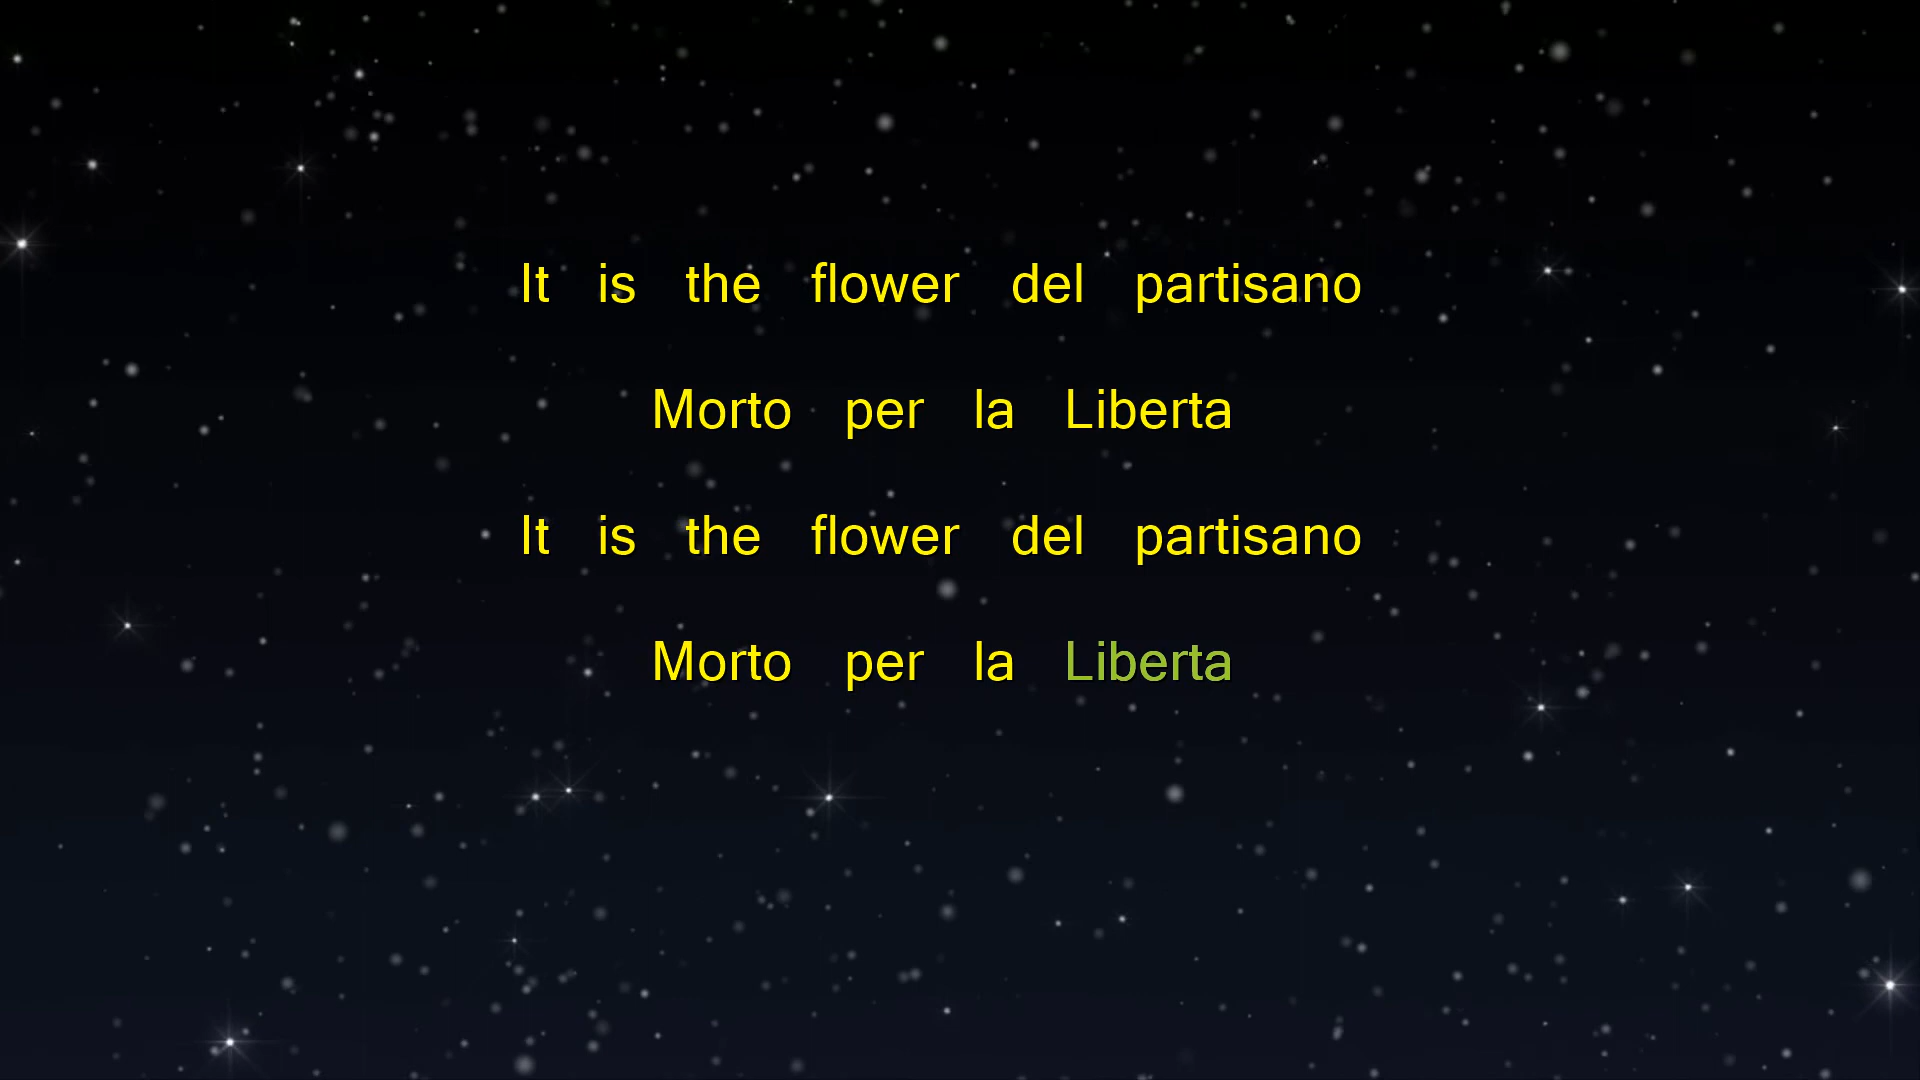 It is the flower del partisano
Morto per la Liberta
It is the flower del partisano
Morto per la Liberta